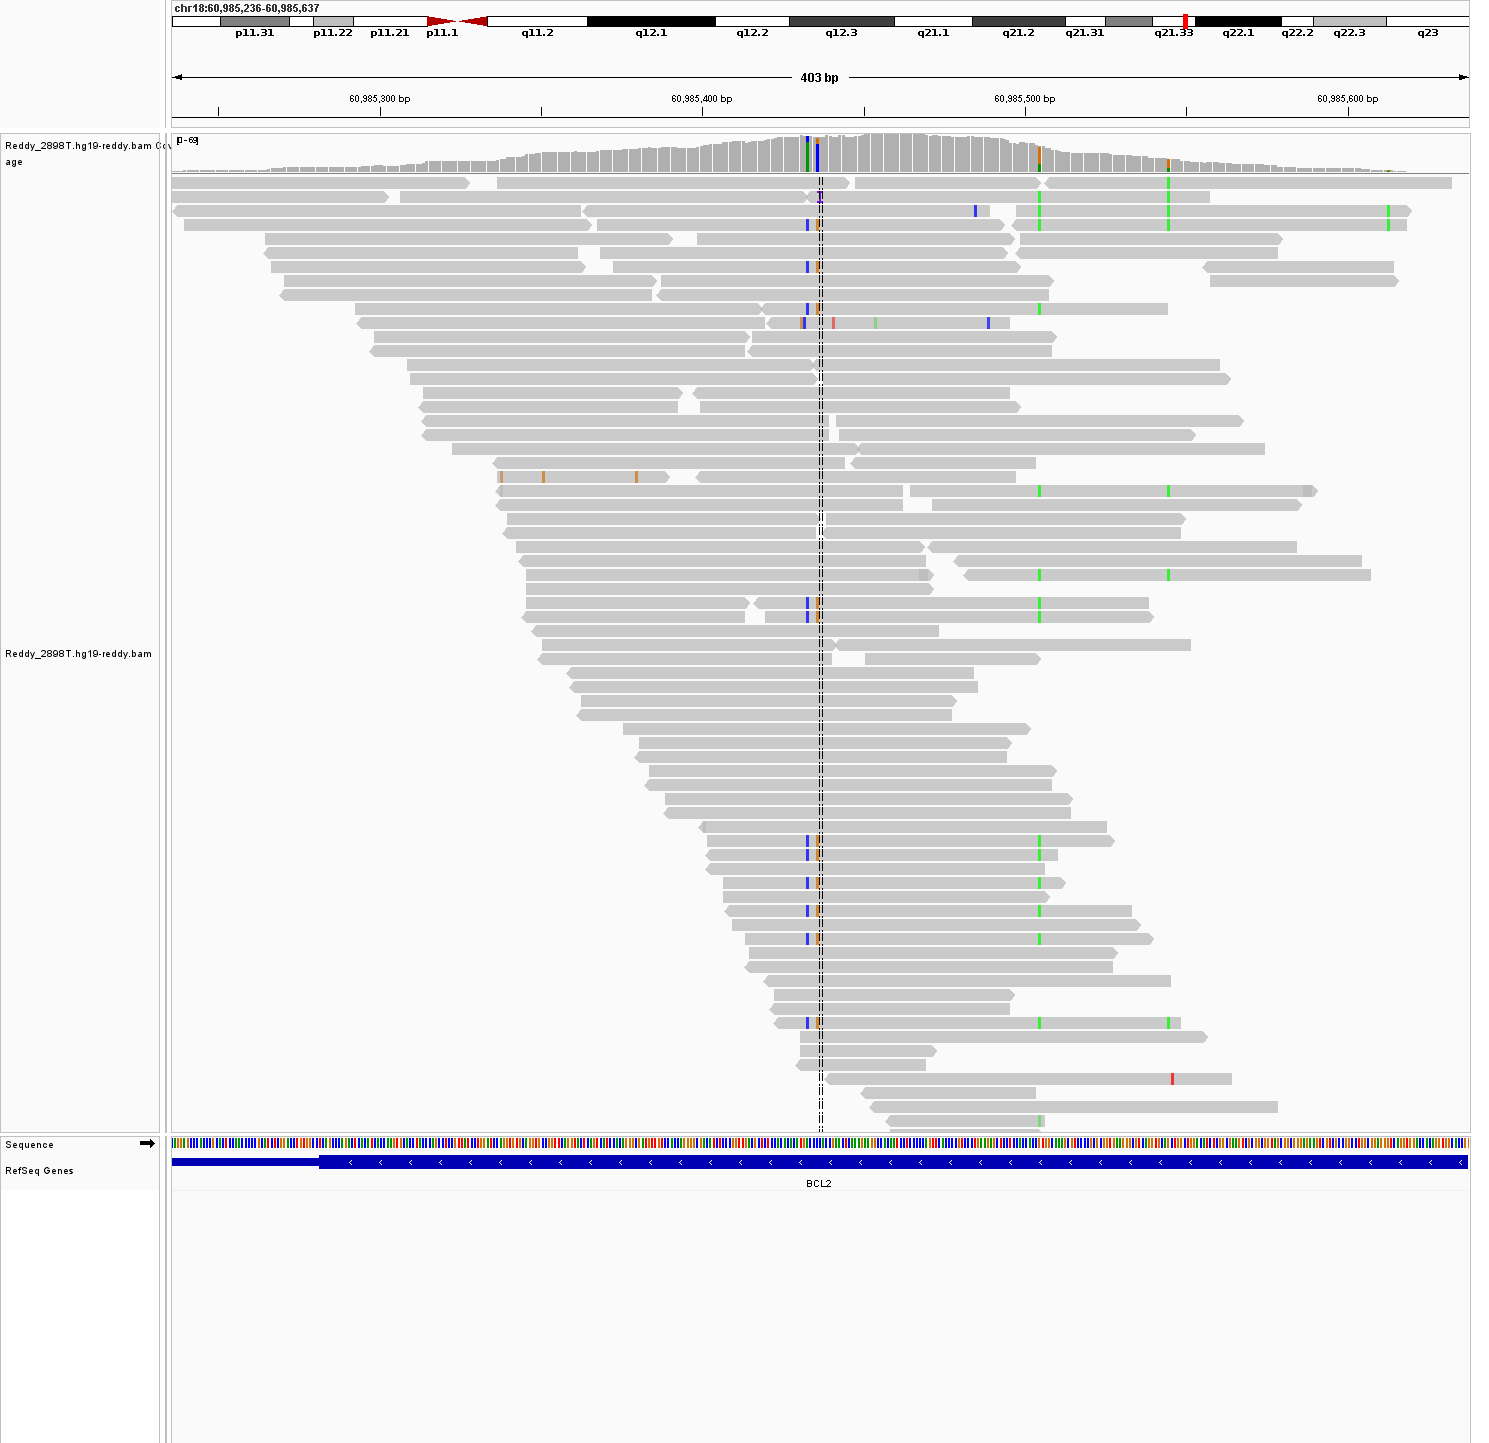 chr18:60,985,236-60,985,637
p11.31 p11.22 p11.21 p11.1 q11.2 q12.1 q12.2 q12.3 q21.1 q21.2 q21.31 q21.33 q22.1 q22.2 q22.3 q23
403 bp
60,985,300 bp 60,985,400 bp 60,985,500 bp 60,985,600 bp
Reddy_2898T.hg19-reddy.bam Cov [0-69]
age
Reddy_2898T.hg19-reddy.bam
Sequence
RefSeq Genes
BCL2